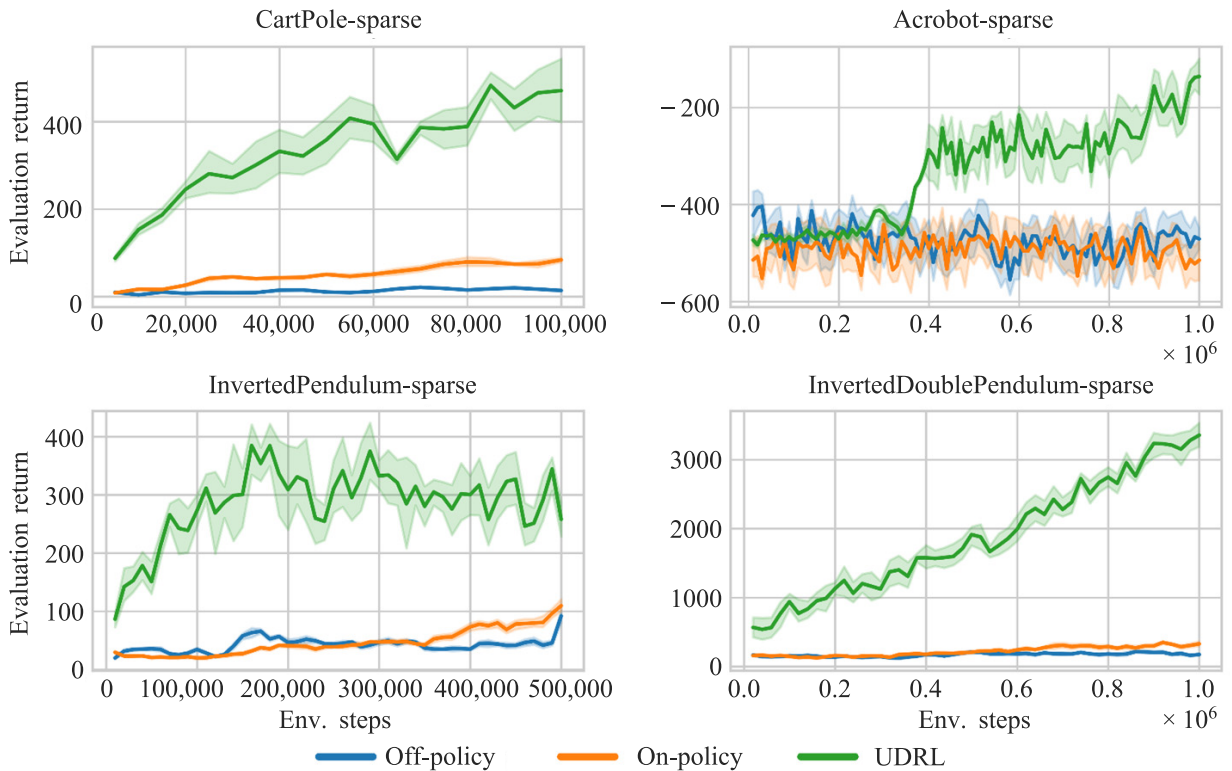 CartPole-sparse
Acrobot-sparse
Evaluation return
400
200
0
0 20,000 40,000 60,000 80,000 100,000
−200
−400
−600
0.0 0.2 0.4 0.6 0.8 1.0
× 10⁶
InvertedPendulum-sparse
InvertedDoublePendulum-sparse
Evaluation return
400
300
200
100
0
0 100,000 200,000 300,000 400,000 500,000
Env. steps
3000
2000
1000
0
0.0 0.2 0.4 0.6 0.8 1.0
Env. steps × 10⁶
Off-policy On-policy UDRL